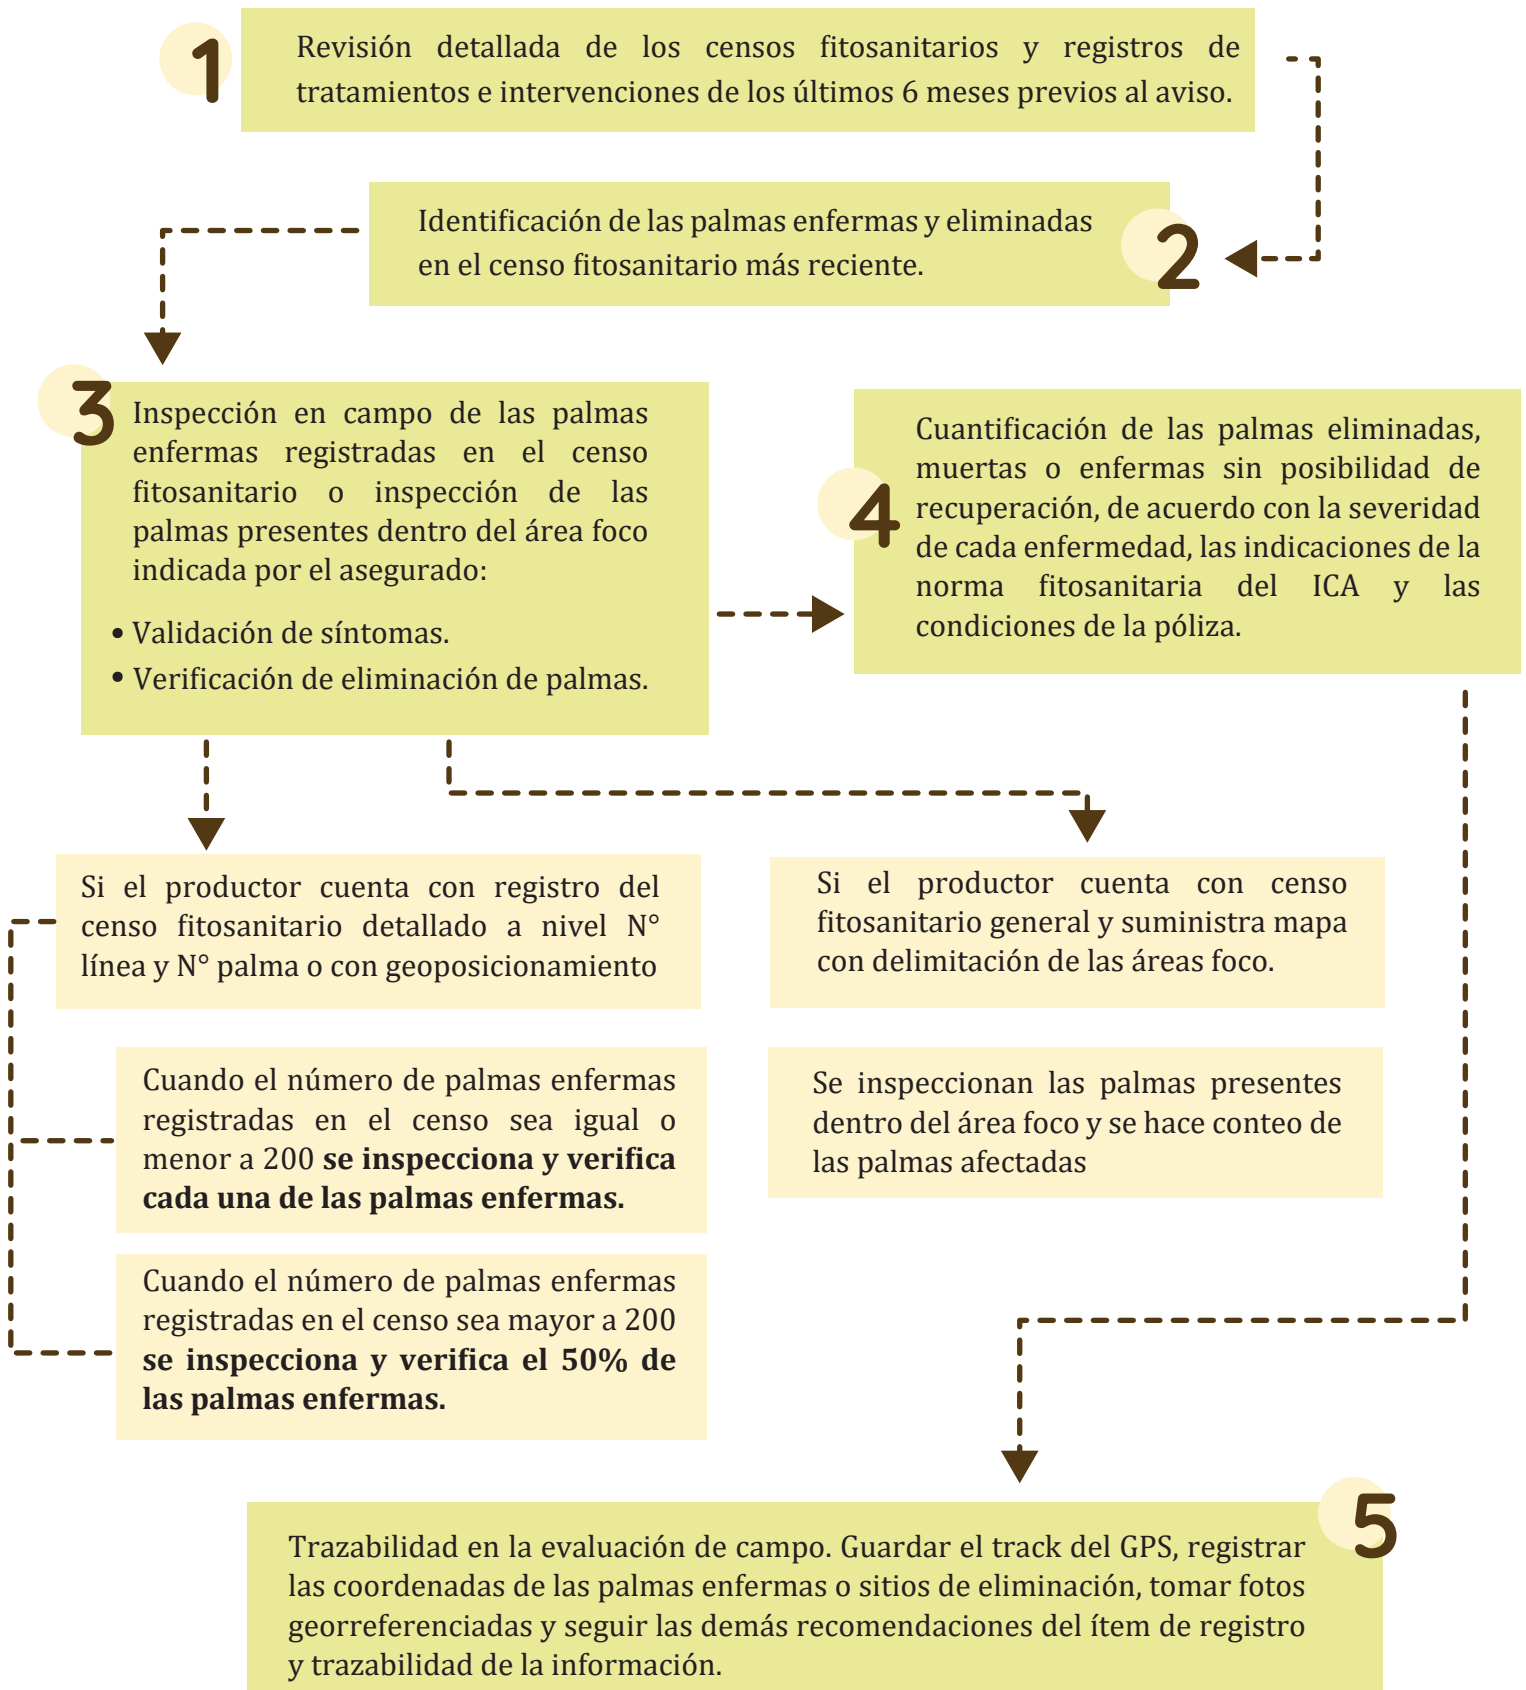 1
Revisión detallada de los censos fitosanitarios y registros de
tratamientos e intervenciones de los últimos 6 meses previos al aviso.
2
Identificación de las palmas enfermas y eliminadas
en el censo fitosanitario más reciente.
3
Inspección en campo de las palmas
enfermas registradas en el censo
fitosanitario o inspección de las
palmas presentes dentro del área foco
indicada por el asegurado:
• Validación de síntomas.
• Verificación de eliminación de palmas.
4
Cuantificación de las palmas eliminadas,
muertas o enfermas sin posibilidad de
recuperación, de acuerdo con la severidad
de cada enfermedad, las indicaciones de la
norma fitosanitaria del ICA y las
condiciones de la póliza.
Si el productor cuenta con registro del
censo fitosanitario detallado a nivel N°
línea y N° palma o con geoposicionamiento
Cuando el número de palmas enfermas
registradas en el censo sea igual o
menor a 200 se inspecciona y verifica
cada una de las palmas enfermas.
Cuando el número de palmas enfermas
registradas en el censo sea mayor a 200
se inspecciona y verifica el 50% de
las palmas enfermas.
Si el productor cuenta con censo
fitosanitario general y suministra mapa
con delimitación de las áreas foco.
Se inspeccionan las palmas presentes
dentro del área foco y se hace conteo de
las palmas afectadas
5
Trazabilidad en la evaluación de campo. Guardar el track del GPS, registrar
las coordenadas de las palmas enfermas o sitios de eliminación, tomar fotos
georreferenciadas y seguir las demás recomendaciones del ítem de registro
y trazabilidad de la información.